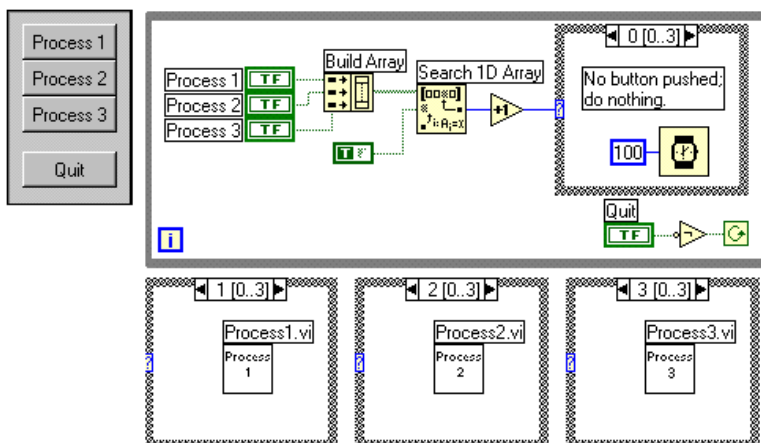 Process 1
Process 2
Process 3
Quit
0 [0..3]
Build Array
Search 1D Array
Process 1 TF
Process 2 TF
Process 3 TF
T
i:Ai=X
+1
?
No button pushed;
do nothing.
100
Quit
TF
i
1 [0..3]
2 [0..3]
3 [0..3]
Process1.vi
Process2.vi
Process3.vi
?
?
?
Process
1
Process
2
Process
3